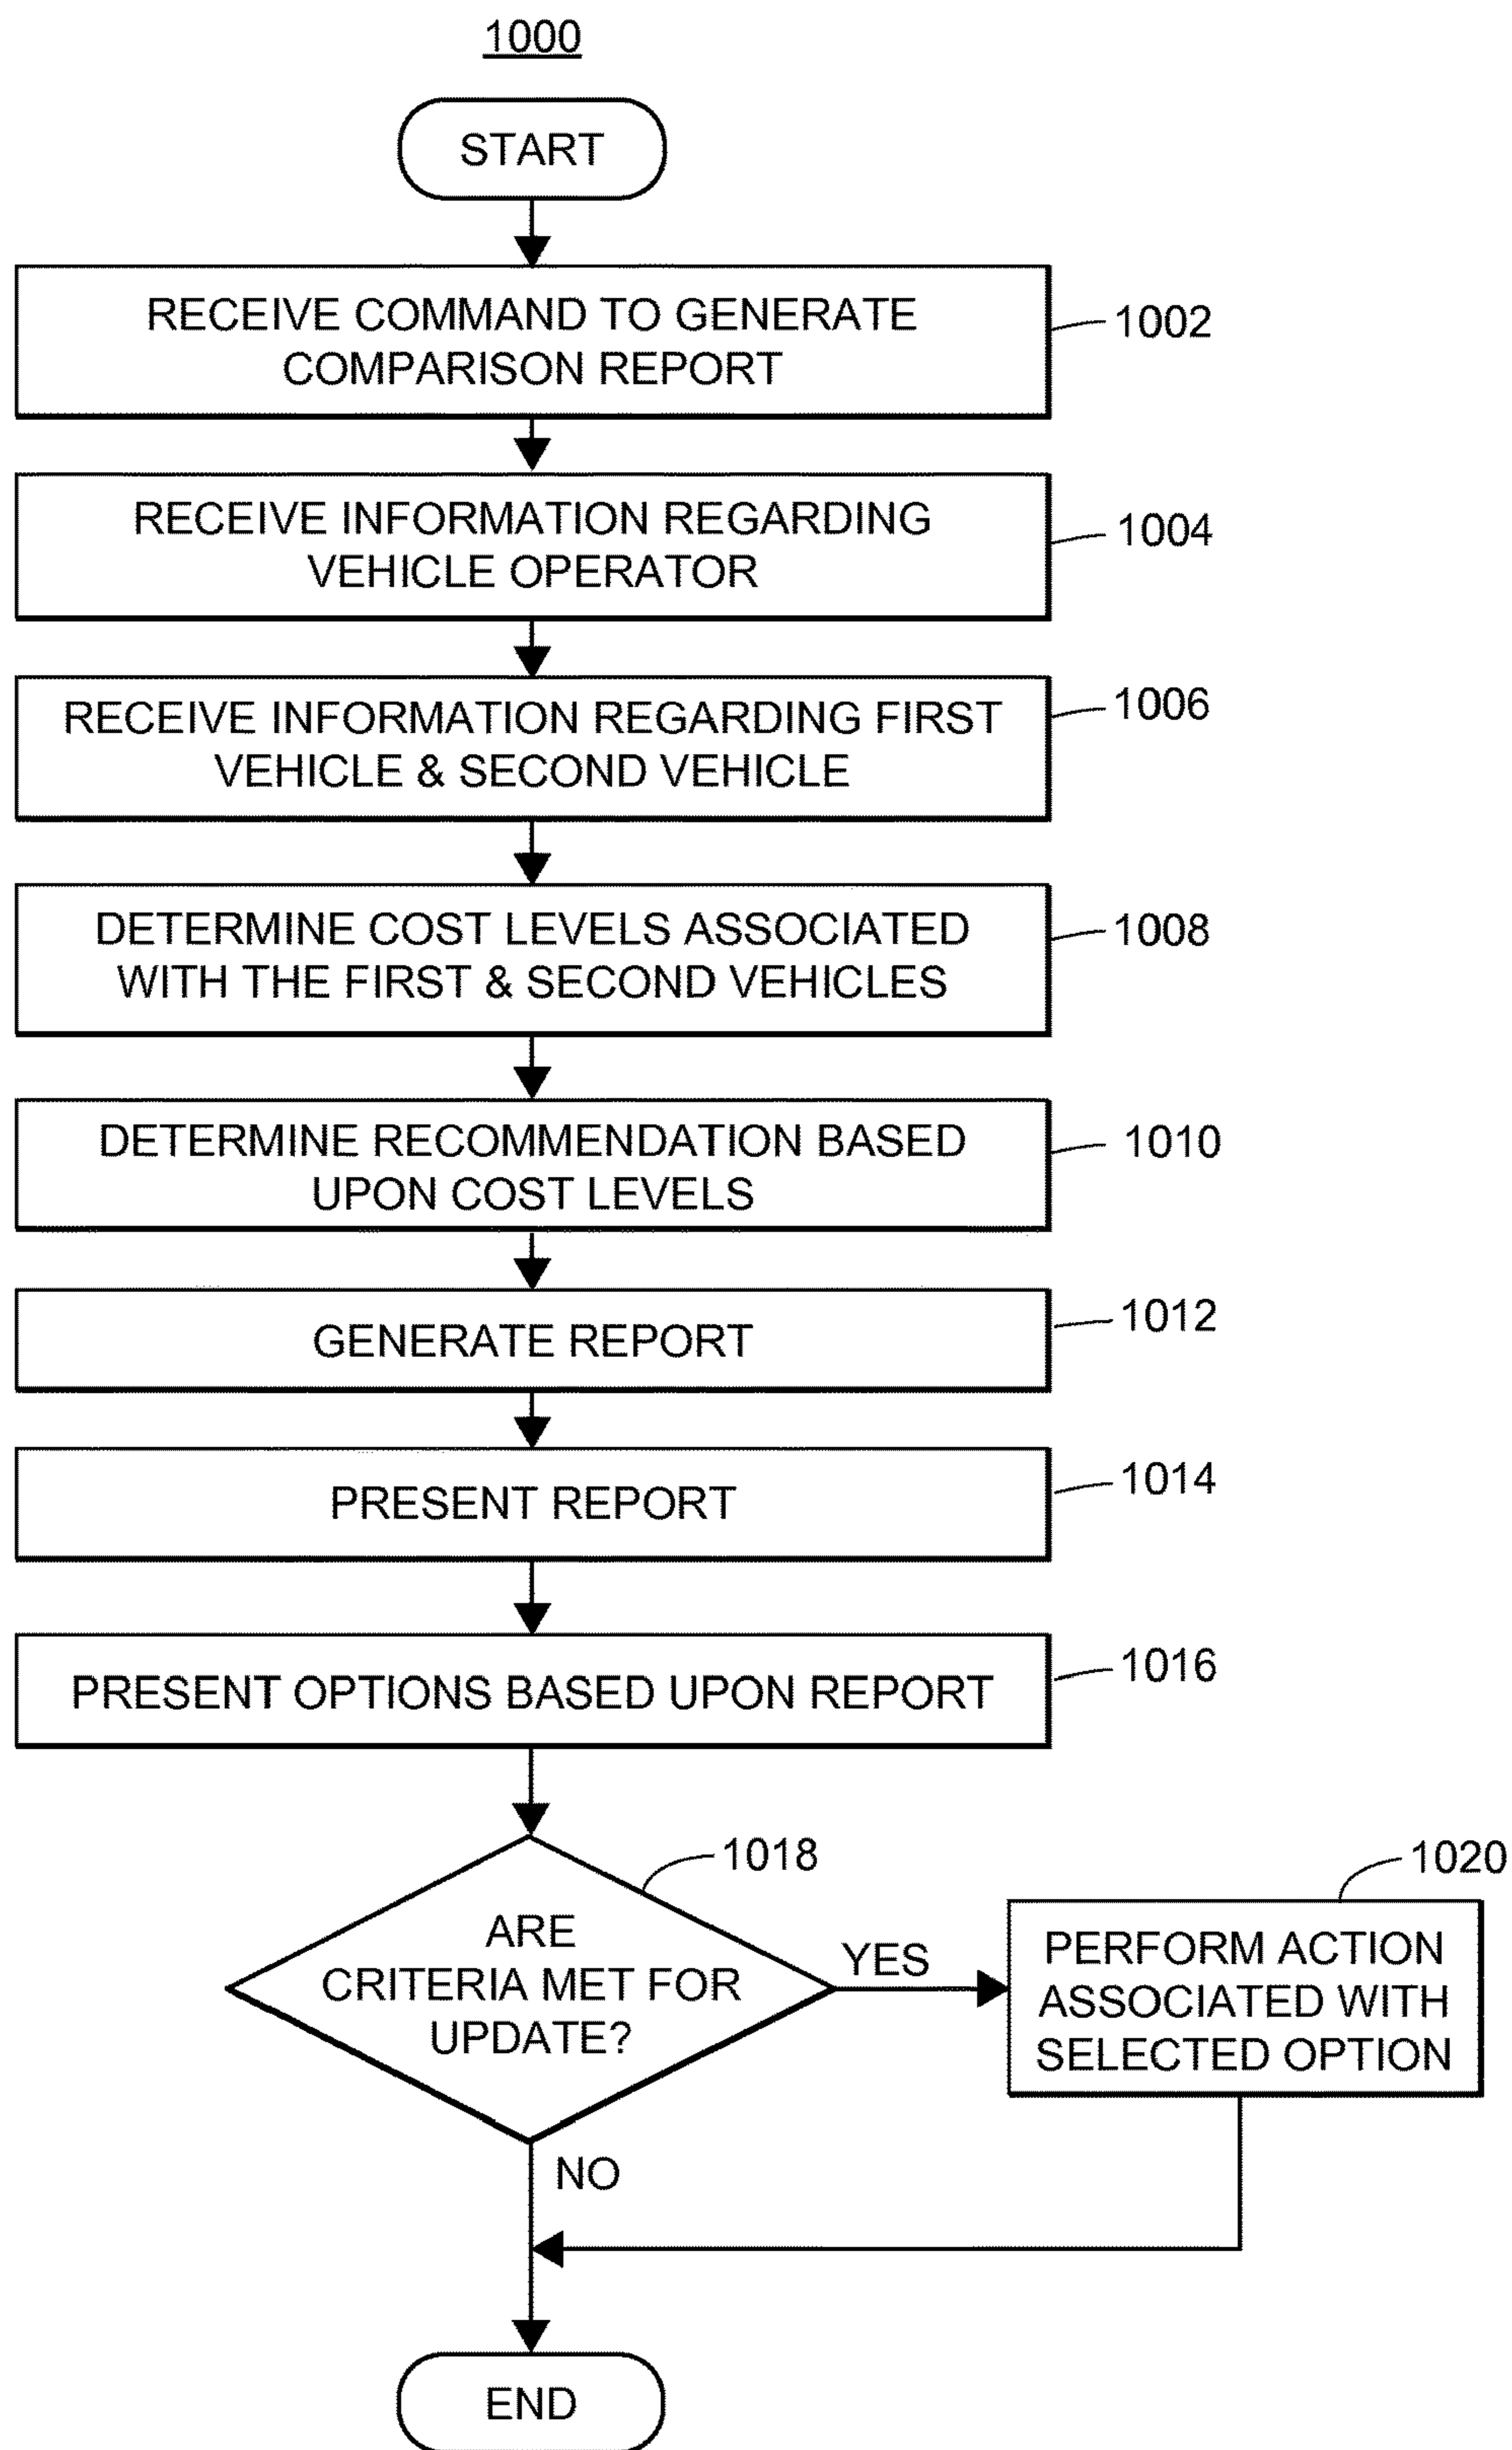 1000
START
RECEIVE COMMAND TO GENERATE
COMPARISON REPORT
1002
RECEIVE INFORMATION REGARDING
VEHICLE OPERATOR
1004
RECEIVE INFORMATION REGARDING FIRST
VEHICLE & SECOND VEHICLE
1006
DETERMINE COST LEVELS ASSOCIATED
WITH THE FIRST & SECOND VEHICLES
1008
DETERMINE RECOMMENDATION BASED
UPON COST LEVELS
1010
GENERATE REPORT
1012
PRESENT REPORT
1014
PRESENT OPTIONS BASED UPON REPORT
1016
ARE
CRITERIA MET FOR
UPDATE?
1018
YES
PERFORM ACTION
ASSOCIATED WITH
SELECTED OPTION
1020
NO
END